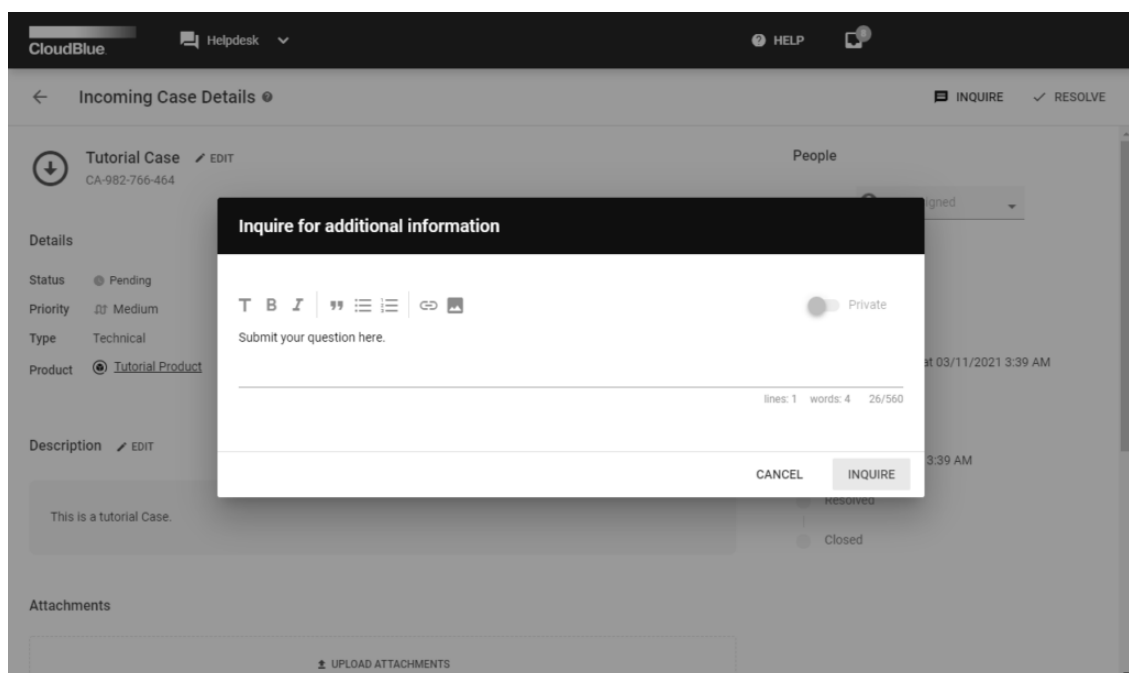 CloudBlue
Helpdesk
HELP
Incoming Case Details
INQUIRE
RESOLVE
Tutorial Case
EDIT
CA-982-766-464
People
Details
Status Pending
Priority Medium
Type Technical
Product Tutorial Product
Inquire for additional information
T B I
Private
Submit your question here.
at 03/11/2021 3:39 AM
lines: 1 words: 4 26/560
Description EDIT
3:39 AM
CANCEL INQUIRE
Resolved
This is a tutorial Case.
Closed
Attachments
UPLOAD ATTACHMENTS